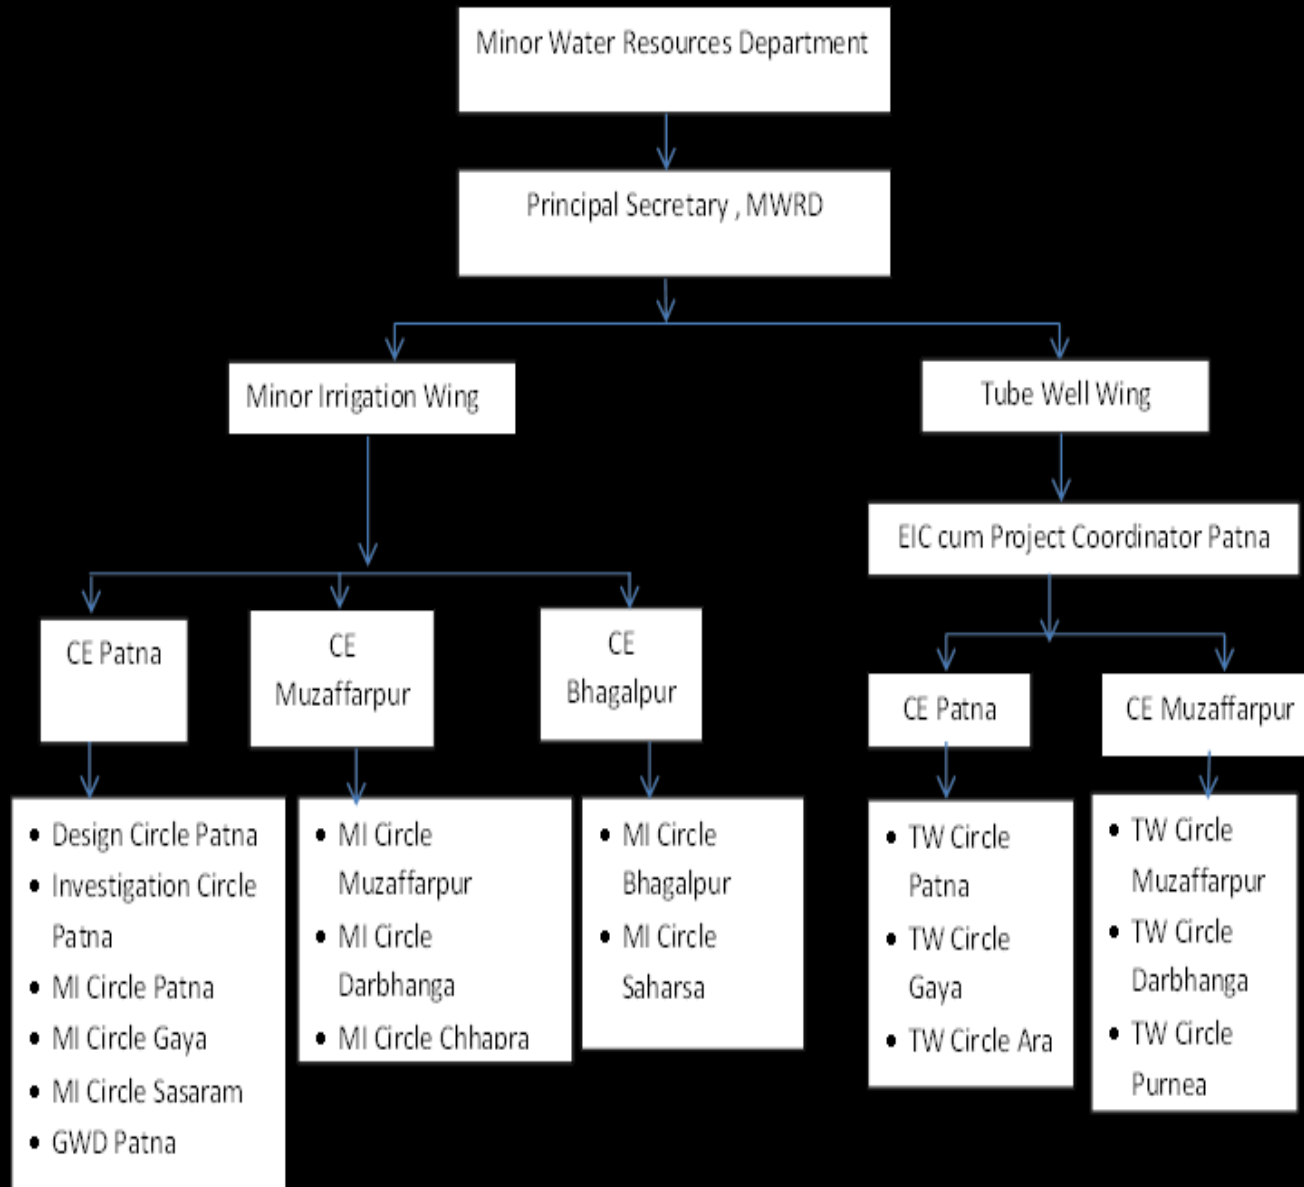 Minor Water Resources Department
Principal Secretary , MWRD
Minor Irrigation Wing
Tube Well Wing
EIC cum Project Coordinator Patna
CE Patna
CE
Muzaffarpur
CE
Bhagalpur
CE Patna
CE Muzaffarpur
• Design Circle Patna
• Investigation Circle
Patna
• MI Circle Patna
• MI Circle Gaya
• MI Circle Sasaram
• GWD Patna
• MI Circle
Muzaffarpur
• MI Circle
Darbhanga
• MI Circle Chhapra
• MI Circle
Bhagalpur
• MI Circle
Saharsa
• TW Circle
Patna
• TW Circle
Gaya
• TW Circle Ara
• TW Circle
Muzaffarpur
• TW Circle
Darbhanga
• TW Circle
Purnea